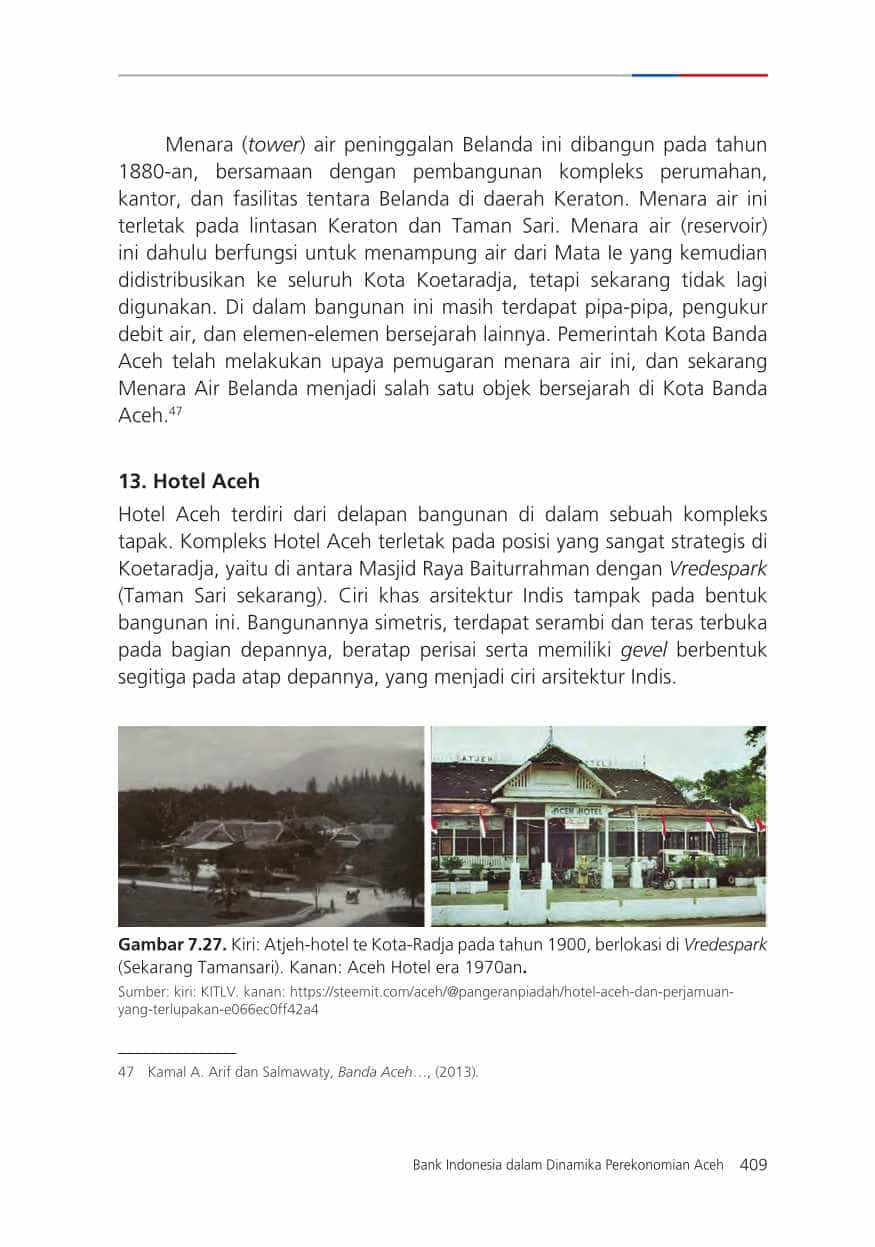 Menara (tower) air peninggalan Belanda ini dibangun pada tahun
1880-an, bersamaan dengan pembangunan kompleks perumahan,
kantor, dan fasilitas tentara Belanda di daerah Keraton. Menara air ini
terletak pada lintasan Keraton dan Taman Sari. Menara air (reservoir)
ini dahulu berfungsi untuk menampung air dari Mata Ie yang kemudian
didistribusikan ke seluruh Kota Koetaradja, tetapi sekarang tidak lagi
digunakan. Di dalam bangunan ini masih terdapat pipa-pipa, pengukur
debit air, dan elemen-elemen bersejarah lainnya. Pemerintah Kota Banda
Aceh telah melakukan upaya pemugaran menara air ini, dan sekarang
Menara Air Belanda menjadi salah satu objek bersejarah di Kota Banda
Aceh.47
13. Hotel Aceh
Hotel Aceh terdiri dari delapan bangunan di dalam sebuah kompleks
tapak. Kompleks Hotel Aceh terletak pada posisi yang sangat strategis di
Koetaradja, yaitu di antara Masjid Raya Baiturrahman dengan Vredespark
(Taman Sari sekarang). Ciri khas arsitektur Indis tampak pada bentuk
bangunan ini. Bangunannya simetris, terdapat serambi dan teras terbuka
pada bagian depannya, beratap perisai serta memiliki gevel berbentuk
segitiga pada atap depannya, yang menjadi ciri arsitektur Indis.
ATJEH HOTEL
ACEH HOTEL
Gambar 7.27. Kiri: Atjeh-hotel te Kota-Radja pada tahun 1900, berlokasi di Vredespark
(Sekarang Tamansari). Kanan: Aceh Hotel era 1970an.
Sumber: kiri: KITLV. kanan: https://steemit.com/aceh/@pangeranpiadah/hotel-aceh-dan-perjamuan-
yang-terlupakan-e066ec0ff42a4
47 Kamal A. Arif dan Salmawaty, Banda Aceh…, (2013).
Bank Indonesia dalam Dinamika Perekonomian Aceh 409